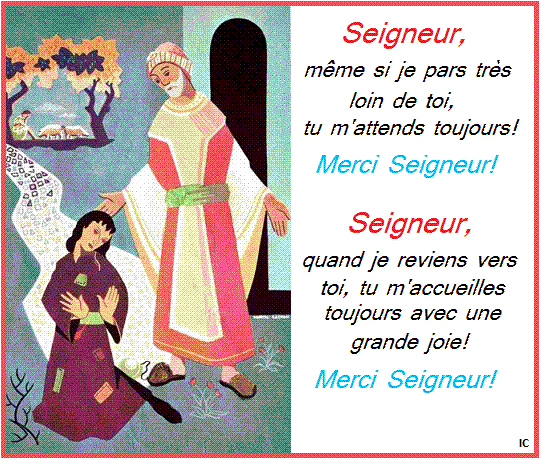 Seigneur,
même si je pars très
loin de toi,
tu m'attends toujours!
Merci Seigneur!
Seigneur,
quand je reviens vers
toi, tu m'accueilles
toujours avec une
grande joie!
Merci Seigneur!
IC